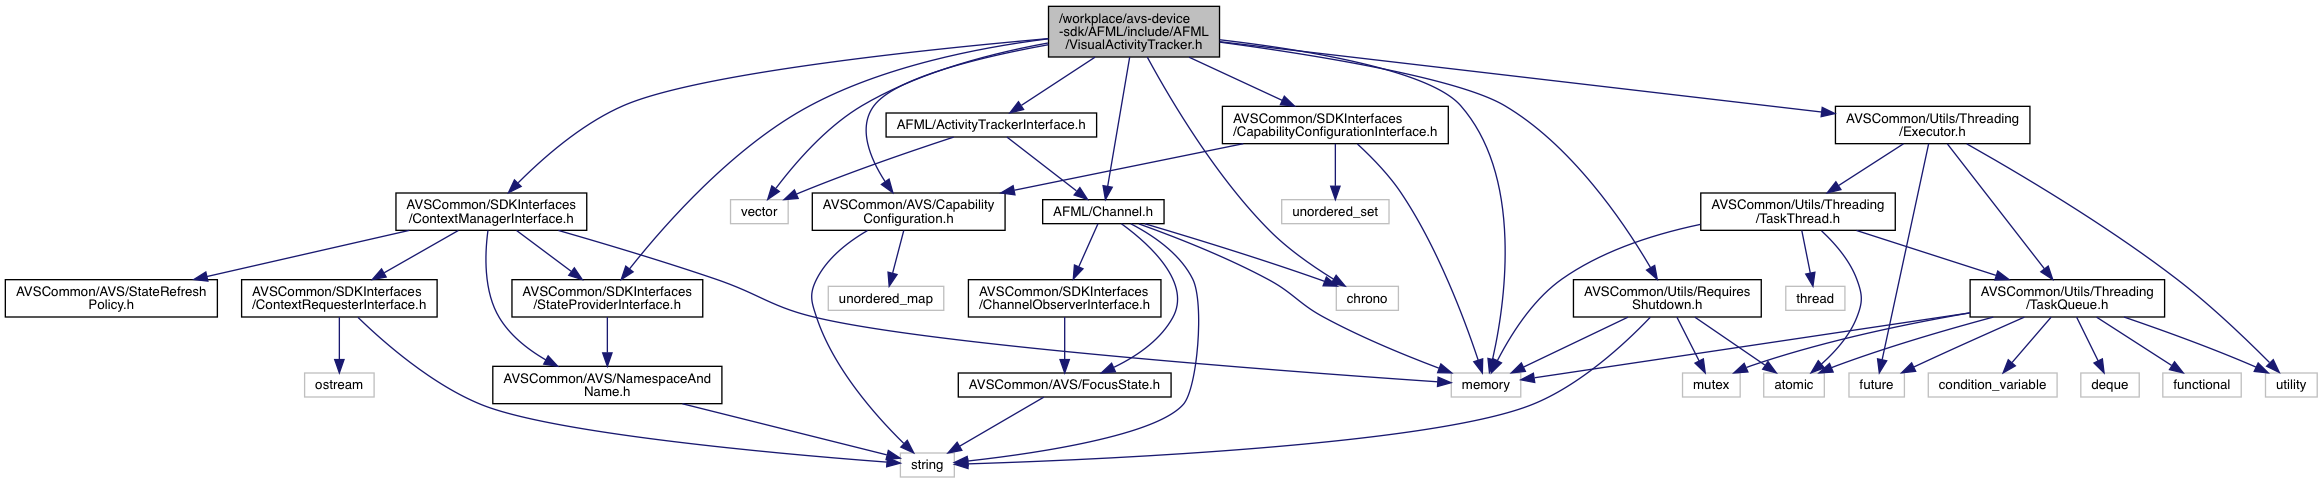 /workplace/avs-device
-sdk/AFML/include/AFML
/VisualActivityTracker.h
AFML/ActivityTrackerInterface.h
AVSCommon/SDKInterfaces
/CapabilityConfigurationInterface.h
AVSCommon/Utils/Threading
/Executor.h
AVSCommon/SDKInterfaces
/ContextManagerInterface.h
vector
AVSCommon/AVS/Capability
Configuration.h
AFML/Channel.h
unordered_set
AVSCommon/Utils/Threading
/TaskThread.h
AVSCommon/AVS/StateRefresh
Policy.h
AVSCommon/SDKInterfaces
/ContextRequesterInterface.h
AVSCommon/SDKInterfaces
/StateProviderInterface.h
unordered_map
AVSCommon/SDKInterfaces
/ChannelObserverInterface.h
chrono
AVSCommon/Utils/Requires
Shutdown.h
thread
AVSCommon/Utils/Threading
/TaskQueue.h
ostream
AVSCommon/AVS/NamespaceAnd
Name.h
AVSCommon/AVS/FocusState.h
memory
mutex
atomic
future
condition_variable
deque
functional
utility
string